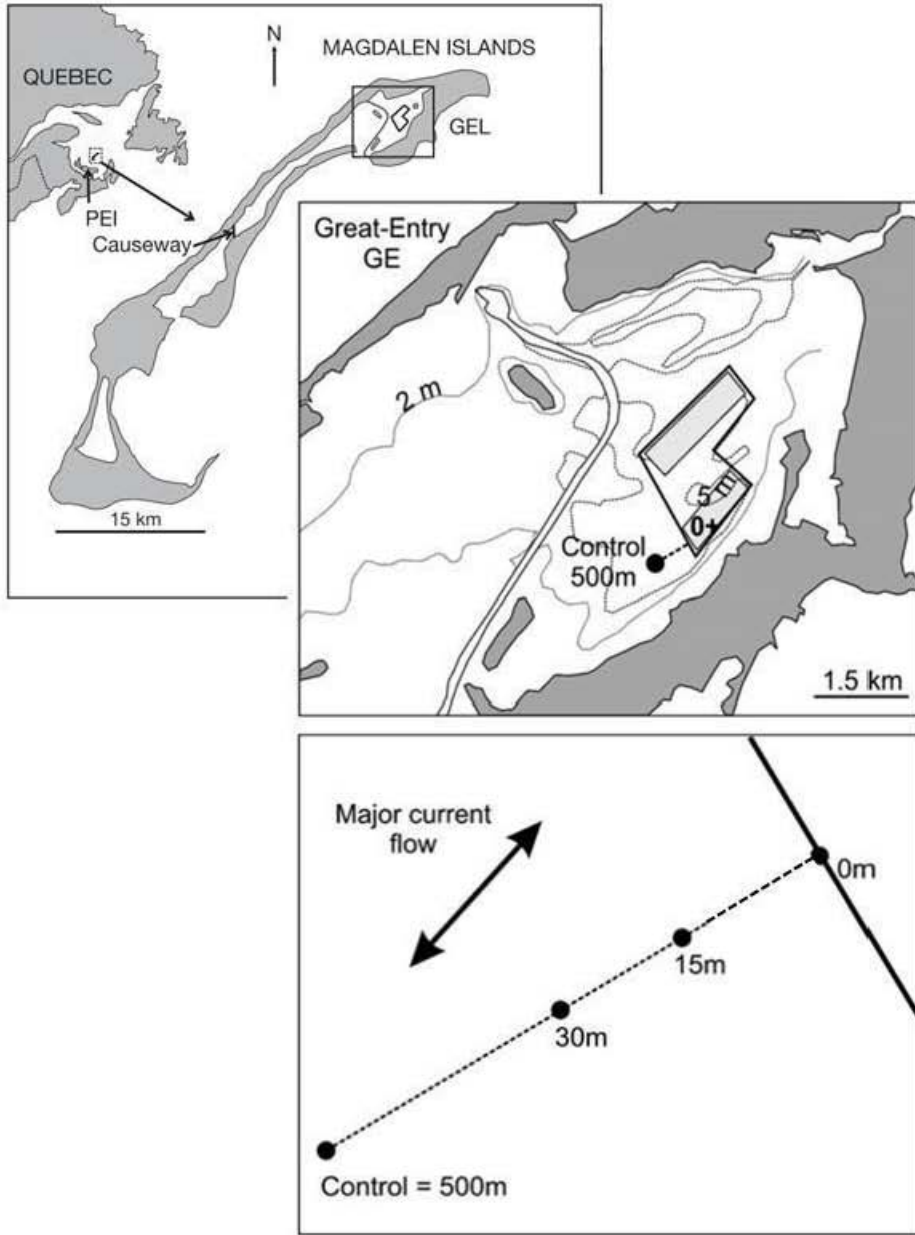 N
MAGDALEN ISLANDS
QUEBEC
GEL
PEI
Causeway
15 km
Great-Entry
GE
2 m
5 m
0+
Control
500m
1.5 km
Major current
flow
0m
15m
30m
Control = 500m